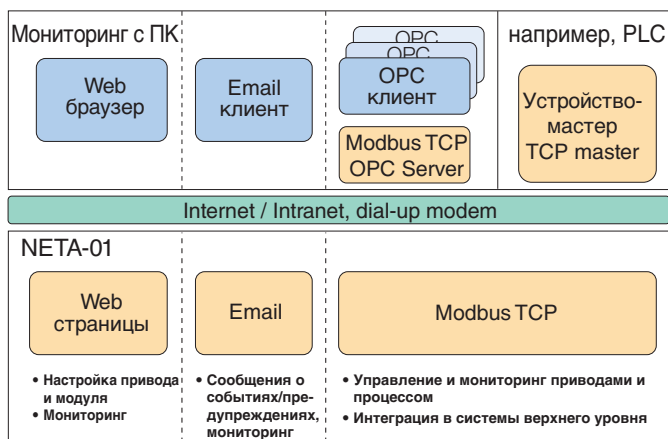 Мониторинг с ПК
Web
браузер
Email
клиент
OPC
OPC
OPC
клиент
Modbus TCP
OPC Server
например, PLC
Устройство-
мастер
TCP master
Internet / Intranet, dial-up modem
NETA-01
Web
страницы
Email
Modbus TCP
• Настройка привода
и модуля
• Мониторинг
• Сообщения о
событиях/пре-
дупреждениях,
мониторинг
• Управление и мониторинг приводами и
процессом
• Интеграция в системы верхнего уровня